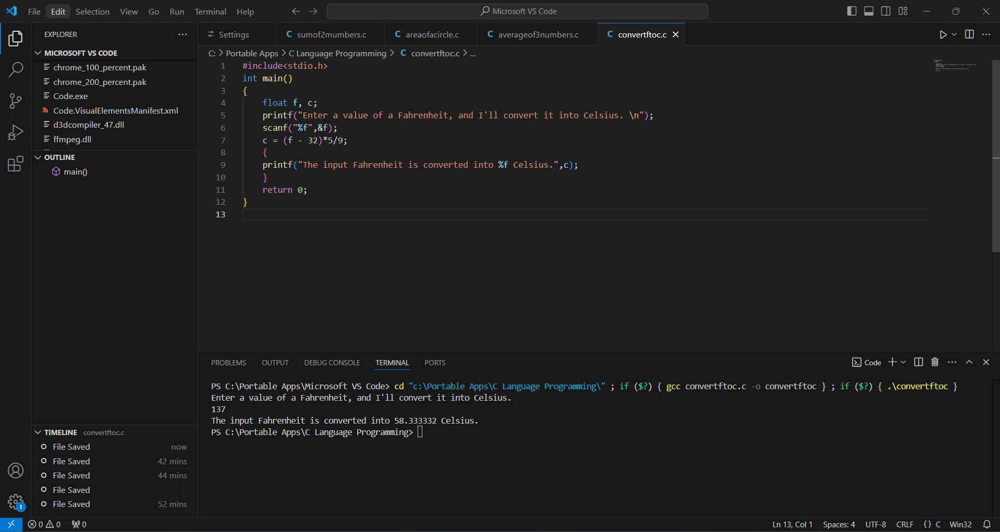 File Edit Selection View Go Run Terminal Help
Microsoft VS Code
EXPLORER
MICROSOFT VS CODE
chrome_100_percent.pak
chrome_200_percent.pak
Code.exe
Code.VisualElementsManifest.xml
d3dcompiler_47.dll
ffmpeg.dll
OUTLINE
main()
TIMELINE convertftoc.c
File Saved now
File Saved 42 mins
File Saved 44 mins
File Saved
File Saved 52 mins
1
Settings C sumof2mumbers.c C areaofacircle.c C averageof3numbers.c C convertftoc.c
C: > Portable Apps > C Language Programming > C convertftoc.c > ...
1 #include<stdio.h>
2 int main()
3 {
4 float f, c;
5 printf("Enter a value of a Fahrenheit, and I'll convert it into Celsius. \n");
6 scanf("%f",&f);
7 c = (f - 32)*5/9;
8 {
9 printf("The input Fahrenheit is converted into %f Celsius.",c);
10 }
11 return 0;
12 }
13
PROBLEMS OUTPUT DEBUG CONSOLE TERMINAL PORTS
Code
PS C:\Portable Apps\Microsoft VS Code> cd "c:\Portable Apps\C Language Programming\" ; if ($?) { gcc convertftoc.c -o convertftoc } ; if ($?) { .\convertftoc }
Enter a value of a Fahrenheit, and I'll convert it into Celsius.
137
The input Fahrenheit is converted into 58.333332 Celsius.
PS C:\Portable Apps\C Language Programming>
0 0 0
Ln 13, Col 1 Spaces: 4 UTF-8 CRLF {} C Win32